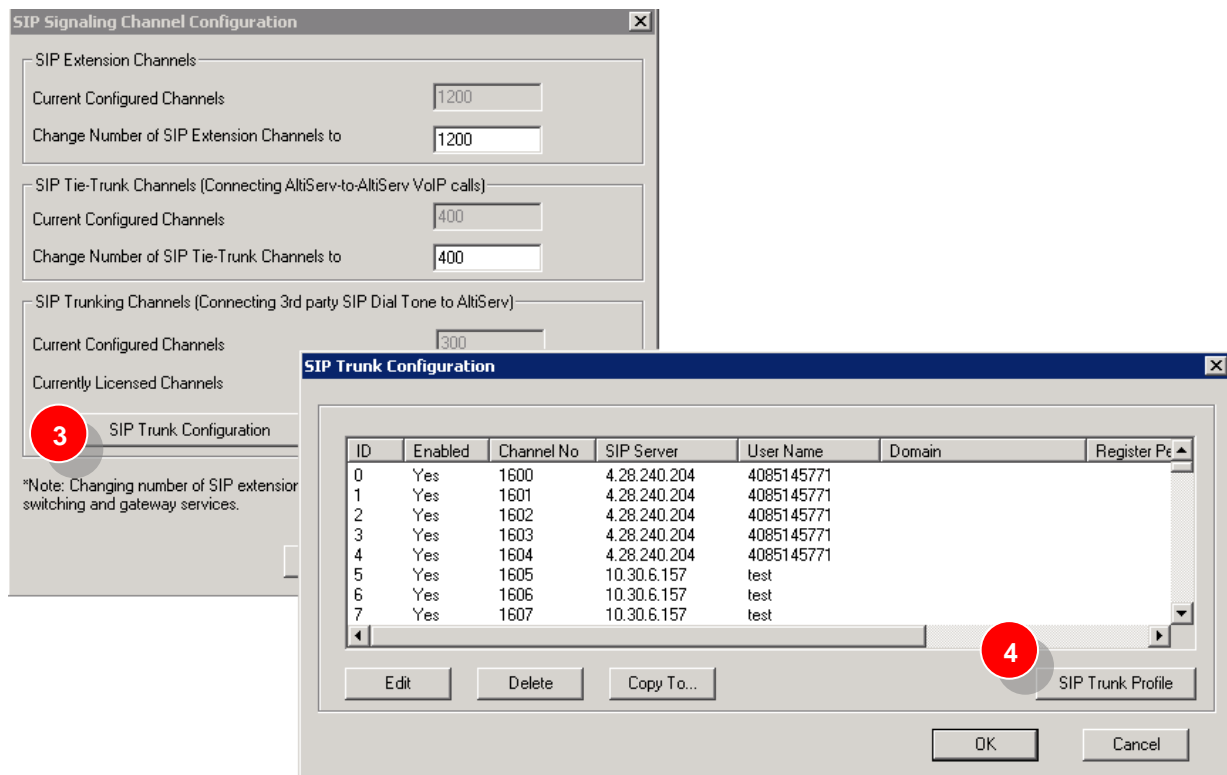 SIP Signaling Channel Configuration
SIP Extension Channels
Current Configured Channels 1200
Change Number of SIP Extension Channels to 1200
SIP Tie-Trunk Channels (Connecting AltiServ-to-AltiServ VoIP calls)
Current Configured Channels 400
Change Number of SIP Tie-Trunk Channels to 400
SIP Trunking Channels (Connecting 3rd party SIP Dial Tone to AltiServ)
Current Configured Channels 300
Currently Licensed Channels
3 SIP Trunk Configuration
*Note: Changing number of SIP extension
switching and gateway services.
SIP Trunk Configuration
ID Enabled Channel No SIP Server User Name Domain Register Pe
0 Yes 1600 4.28.240.204 4085145771
1 Yes 1601 4.28.240.204 4085145771
2 Yes 1602 4.28.240.204 4085145771
3 Yes 1603 4.28.240.204 4085145771
4 Yes 1604 4.28.240.204 4085145771
5 Yes 1605 10.30.6.157 test
6 Yes 1606 10.30.6.157 test
7 Yes 1607 10.30.6.157 test
4
Edit Delete Copy To... SIP Trunk Profile
OK Cancel